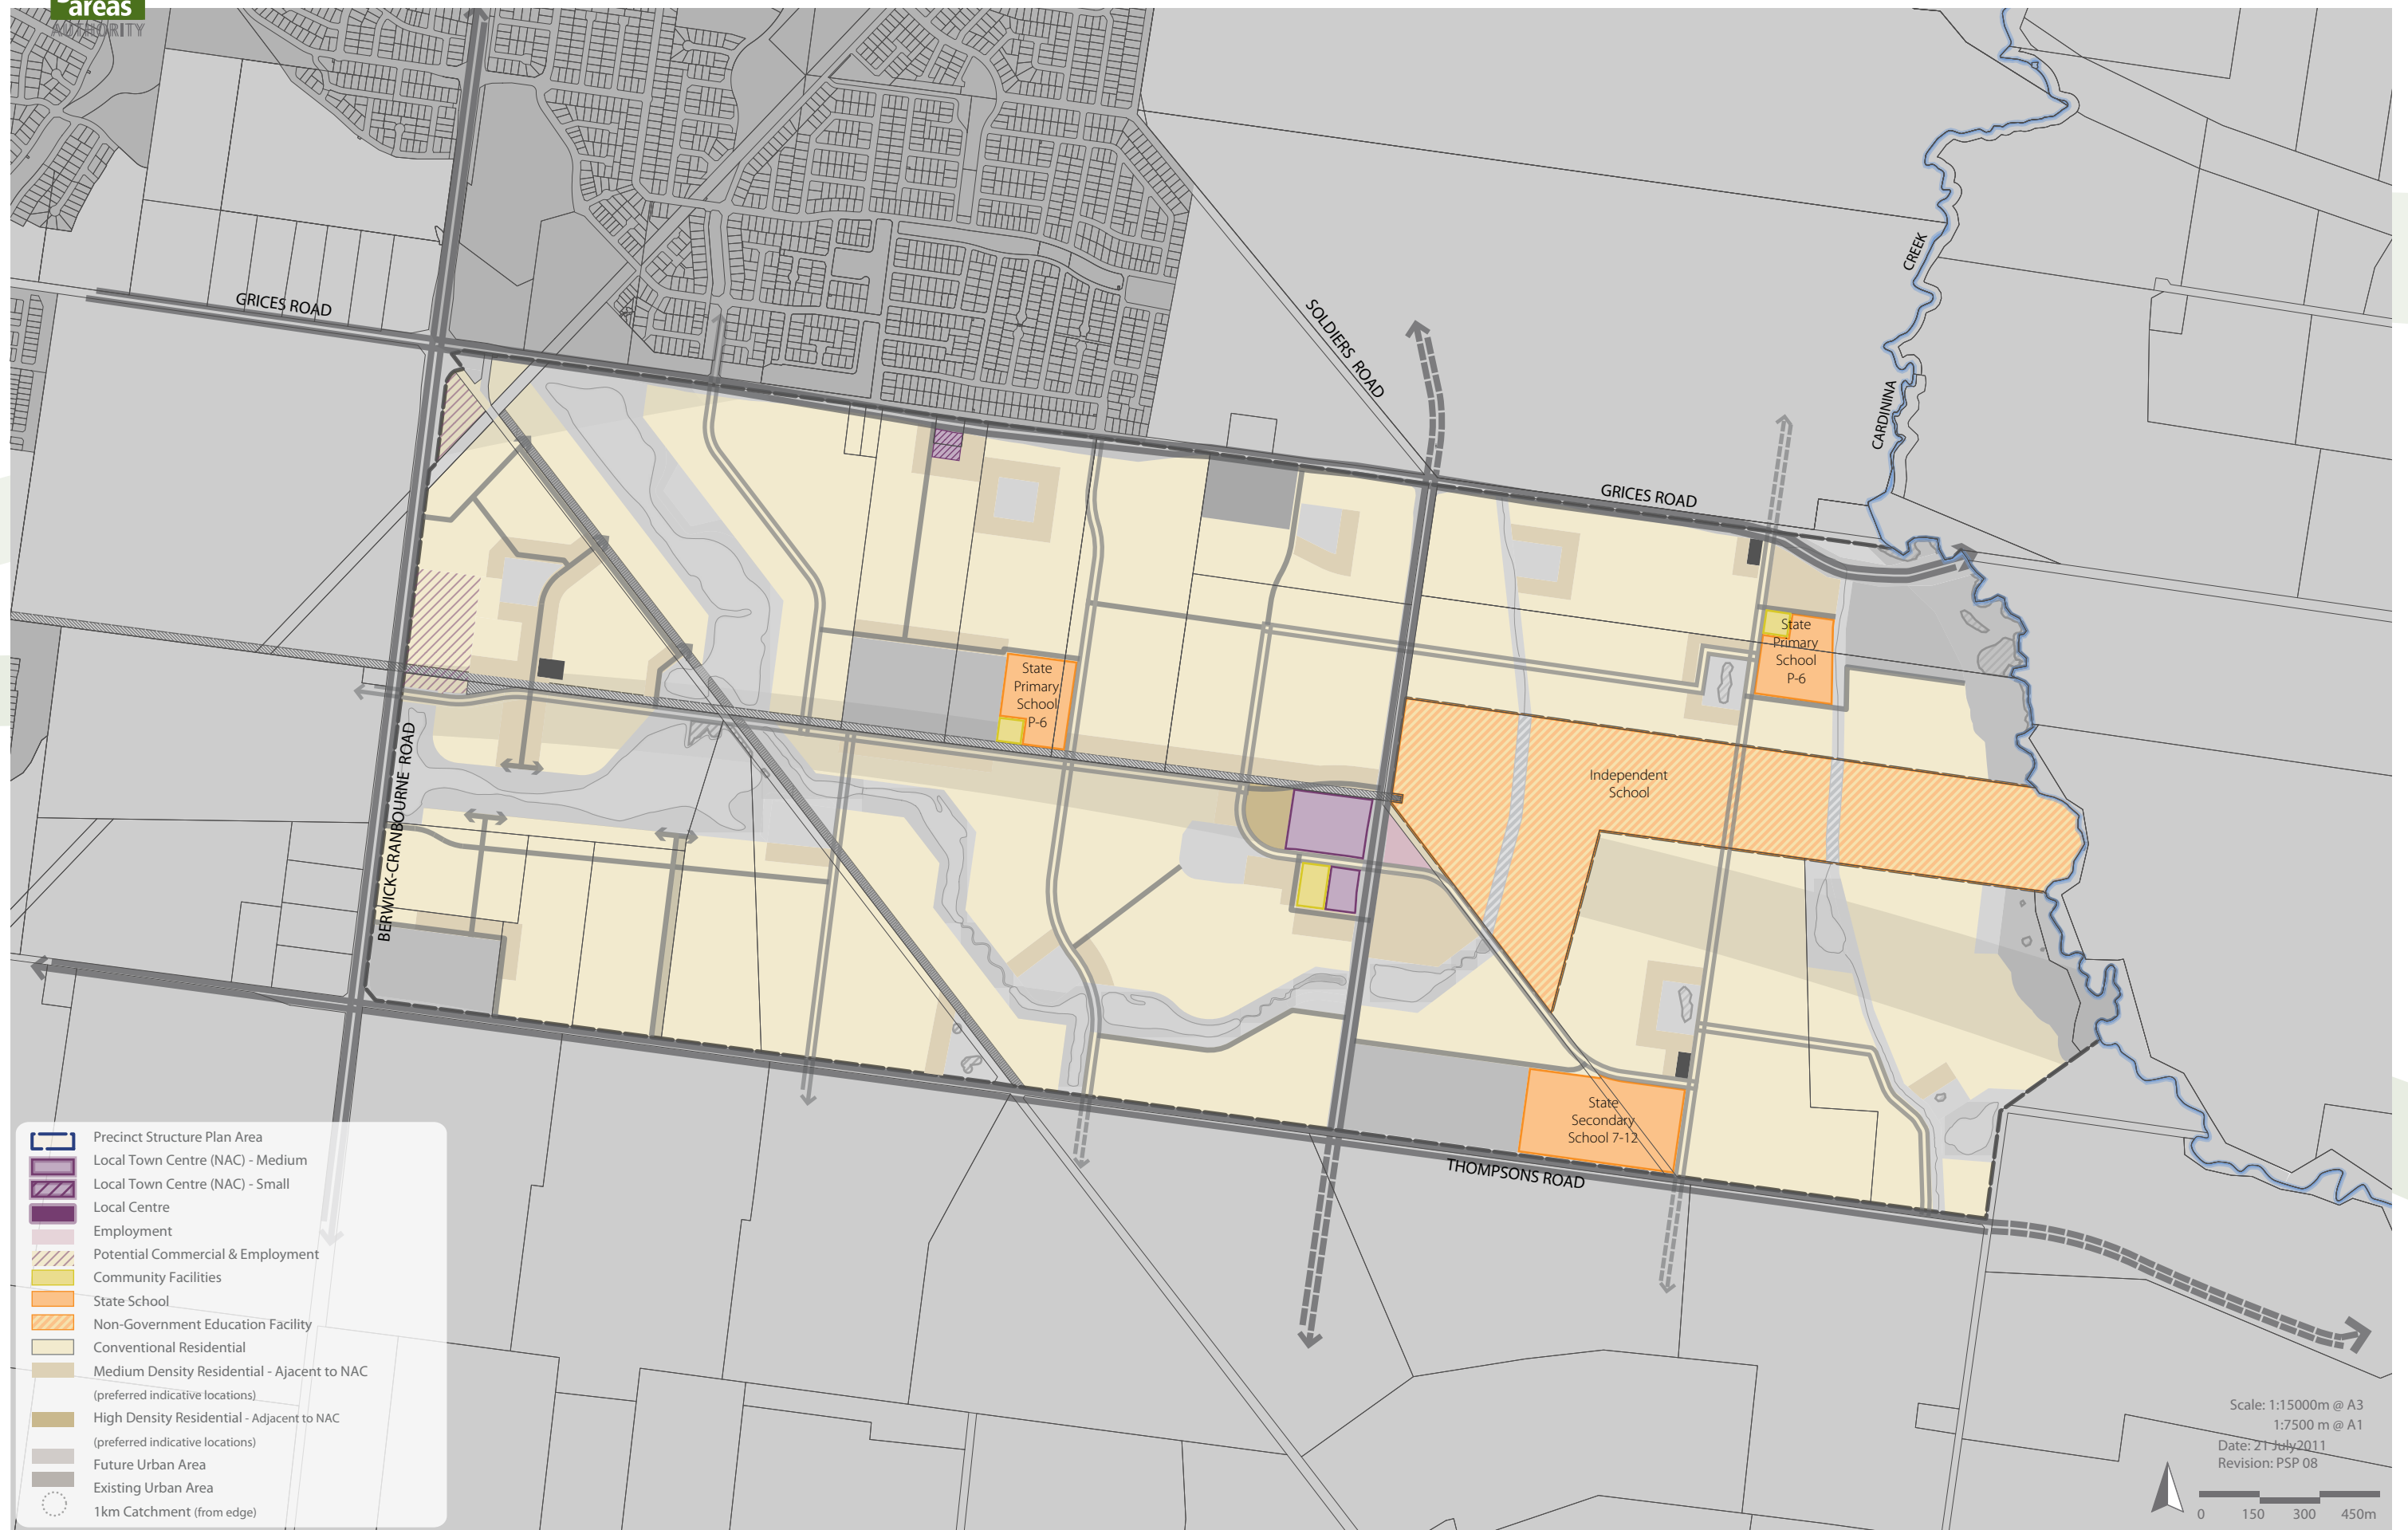 areas
AUTHORITY
GRICES ROAD
SOLDIERS ROAD
CREEK
CARDININA
GRICES ROAD
State
Primary
School
P-6
State
Primary
School
P-6
Independent
School
BERWICK-CRANBOURNE ROAD
State
Secondary
School 7-12
THOMPSONS ROAD
Precinct Structure Plan Area
Local Town Centre (NAC) - Medium
Local Town Centre (NAC) - Small
Local Centre
Employment
Potential Commercial & Employment
Community Facilities
State School
Non-Government Education Facility
Conventional Residential
Medium Density Residential - Ajacent to NAC
(preferred indicative locations)
High Density Residential - Adjacent to NAC
(preferred indicative locations)
Future Urban Area
Existing Urban Area
1km Catchment (from edge)
Scale: 1:15000m @ A3
1:7500 m @ A1
Date: 21 July2011
Revision: PSP 08
0 150 300 450m